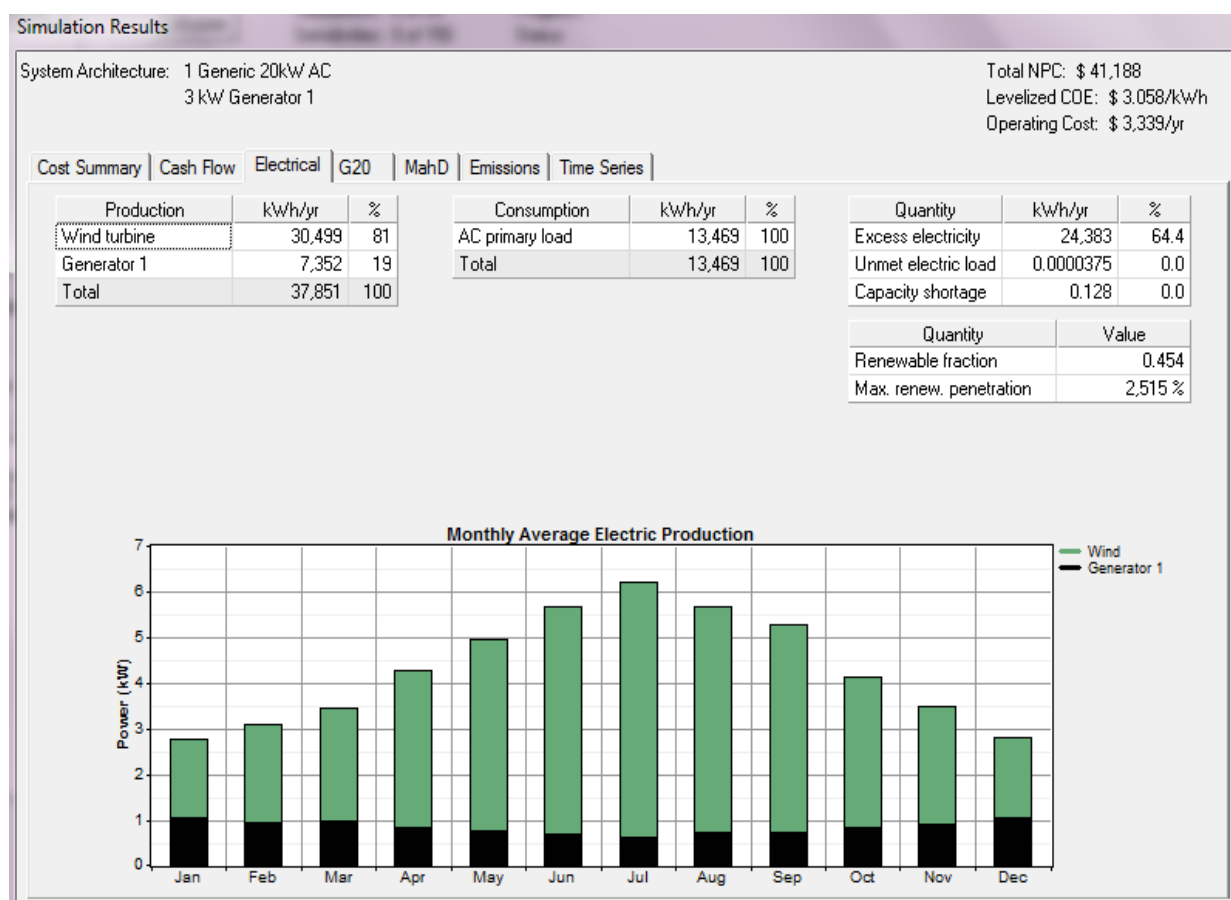 Simulation Results
System Architecture: 1 Generic 20kW AC
3 kW Generator 1
Total NPC: $ 41,188
Levelized COE: $ 3.058/kWh
Operating Cost: $ 3,339/yr
Cost Summary Cash Flow Electrical G20 MahD Emissions Time Series
Production kWh/yr %
Wind turbine 30,499 81
Generator 1 7,352 19
Total 37,851 100
Consumption kWh/yr %
AC primary load 13,469 100
Total 13,469 100
Quantity kWh/yr %
Excess electricity 24,383 64.4
Unmet electric load 0.0000375 0.0
Capacity shortage 0.128 0.0
Quantity Value
Renewable fraction 0.454
Max. renew. penetration 2,515 %
Monthly Average Electric Production
Wind
Generator 1
Power (kW)
7
6
5
4
3
2
1
0
Jan Feb Mar Apr May Jun Jul Aug Sep Oct Nov Dec